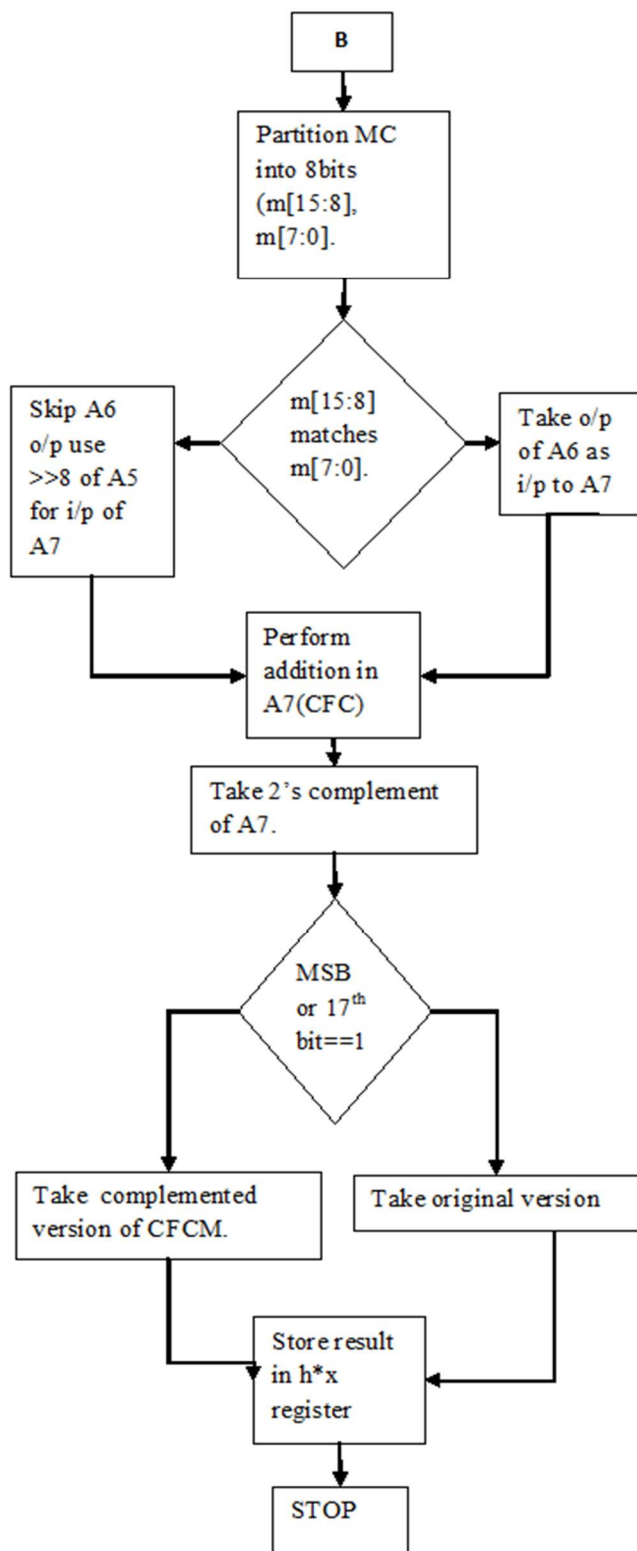 B
Partition MC
into 8bits
(m[15:8],
m[7:0].
m[15:8]
matches
m[7:0].
Skip A6
o/p use
>>8 of A5
for i/p of
A7
Take o/p
of A6 as
i/p to A7
Perform
addition in
A7(CFC)
Take 2’s complement
of A7.
MSB
or 17th
bit==1
Take complemented
version of CFCM.
Take original version
Store result
in h*x
register
STOP